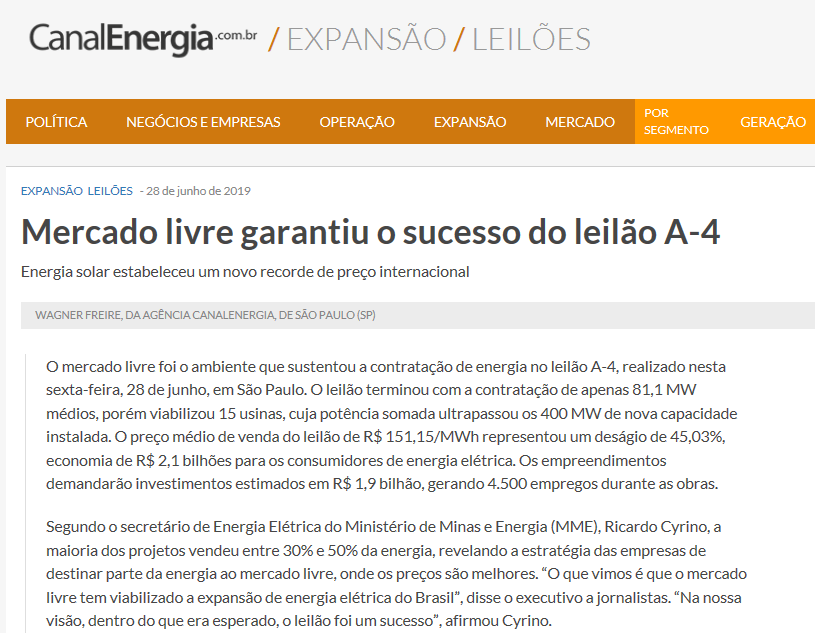 CanalEnergia.com.br / EXPANSÃO / LEILÕES
POLÍTICA NEGÓCIOS E EMPRESAS OPERAÇÃO EXPANSÃO MERCADO POR SEGMENTO GERAÇÃO
EXPANSÃO LEILÕES - 28 de junho de 2019
Mercado livre garantiu o sucesso do leilão A-4
Energia solar estabeleceu um novo recorde de preço internacional
WAGNER FREIRE, DA AGÊNCIA CANALENERGIA, DE SÃO PAULO (SP)
O mercado livre foi o ambiente que sustentou a contratação de energia no leilão A-4, realizado nesta
sexta-feira, 28 de junho, em São Paulo. O leilão terminou com a contratação de apenas 81,1 MW
médios, porém viabilizou 15 usinas, cuja potência somada ultrapassou os 400 MW de nova capacidade
instalada. O preço médio de venda do leilão de R$ 151,15/MWh representou um deságio de 45,03%,
economia de R$ 2,1 bilhões para os consumidores de energia elétrica. Os empreendimentos
demandarão investimentos estimados em R$ 1,9 bilhão, gerando 4.500 empregos durante as obras.
Segundo o secretário de Energia Elétrica do Ministério de Minas e Energia (MME), Ricardo Cyrino, a
maioria dos projetos vendeu entre 30% e 50% da energia, revelando a estratégia das empresas de
destinar parte da energia ao mercado livre, onde os preços são melhores. “O que vimos é que o mercado
livre tem viabilizado a expansão de energia elétrica do Brasil”, disse o executivo a jornalistas. “Na nossa
visão, dentro do que era esperado, o leilão foi um sucesso”, afirmou Cyrino.